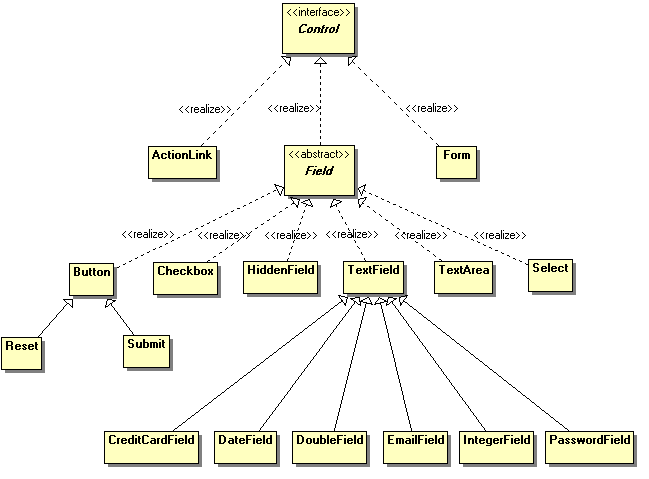 <<interface>>
Control
<<realize>>
<<realize>>
<<realize>>
ActionLink
<<abstract>>
Field
Form
<<realize>>
<<realize>>
<<realize>>
<<realize>>
<<realize>>
<<realize>>
Button
Checkbox
HiddenField
TextField
TextArea
Select
Reset
Submit
CreditCardField
DateField
DoubleField
EmailField
IntegerField
PasswordField